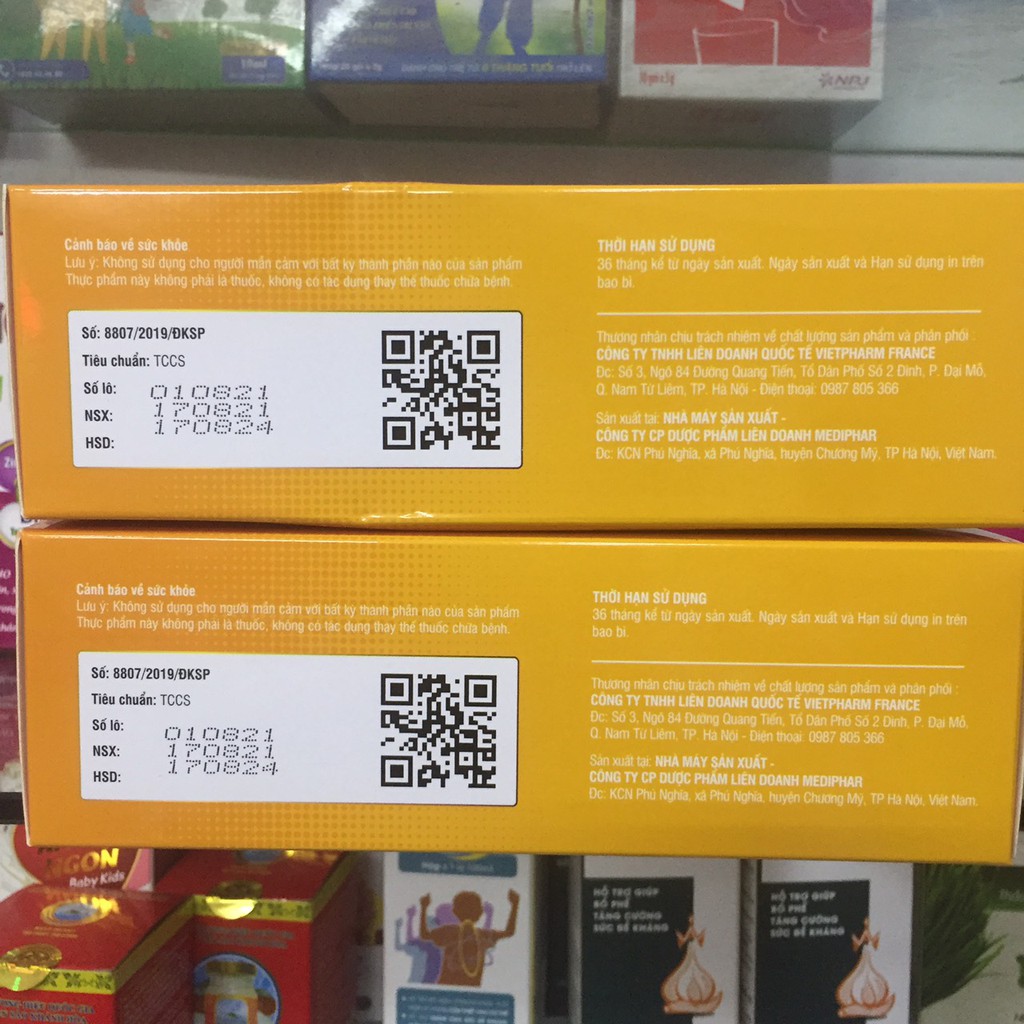 10ml
DÀNH CHO TRẺ TỪ 6 THÁNG TUỔI TRỞ LÊN
NPJ
Cảnh báo về sức khỏe
Lưu ý: Không sử dụng cho người mẫn cảm với bất kỳ thành phần nào của sản phẩm
Thực phẩm này không phải là thuốc, không có tác dụng thay thế thuốc chữa bệnh.
Số: 8807/2019/ĐKSP
Tiêu chuẩn: TCCS
Số lô: 010821
NSX: 170821
HSD: 170824
THỜI HẠN SỬ DỤNG
36 tháng kể từ ngày sản xuất. Ngày sản xuất và Hạn sử dụng in trên
bao bì.
Thương nhân chịu trách nhiệm về chất lượng sản phẩm và phân phối :
CÔNG TY TNHH LIÊN DOANH QUỐC TẾ VIETPHARM FRANCE
Đc: Số 3, Ngõ 84 Đường Quang Tiến, Tổ Dân Phố Số 2 Đình, P. Đại Mỗ,
Q. Nam Từ Liêm, TP. Hà Nội - Điện thoại: 0987 805 366
Sản xuất tại: NHÀ MÁY SẢN XUẤT -
CÔNG TY CP DƯỢC PHẨM LIÊN DOANH MEDIPHAR
Đc: KCN Phú Nghĩa, xã Phú Nghĩa, huyện Chương Mỹ, TP Hà Nội, Việt Nam.
Cảnh báo về sức khỏe
Lưu ý: Không sử dụng cho người mẫn cảm với bất kỳ thành phần nào của sản phẩm
Thực phẩm này không phải là thuốc, không có tác dụng thay thế thuốc chữa bệnh.
Số: 8807/2019/ĐKSP
Tiêu chuẩn: TCCS
Số lô: 010821
NSX: 170821
HSD: 170824
THỜI HẠN SỬ DỤNG
36 tháng kể từ ngày sản xuất. Ngày sản xuất và Hạn sử dụng in trên
bao bì.
Thương nhân chịu trách nhiệm về chất lượng sản phẩm và phân phối :
CÔNG TY TNHH LIÊN DOANH QUỐC TẾ VIETPHARM FRANCE
Đc: Số 3, Ngõ 84 Đường Quang Tiến, Tổ Dân Phố Số 2 Đình, P. Đại Mỗ,
Q. Nam Từ Liêm, TP. Hà Nội - Điện thoại: 0987 805 366
Sản xuất tại: NHÀ MÁY SẢN XUẤT -
CÔNG TY CP DƯỢC PHẨM LIÊN DOANH MEDIPHAR
Đc: KCN Phú Nghĩa, xã Phú Nghĩa, huyện Chương Mỹ, TP Hà Nội, Việt Nam.
NGON
Baby Kids
HỖ TRỢ GIÚP
BỔ PHẾ
TĂNG CƯỜNG
SỨC ĐỀ KHÁNG
HỖ TRỢ GIÚP
BỔ PHẾ
TĂNG CƯỜNG
SỨC ĐỀ KHÁNG